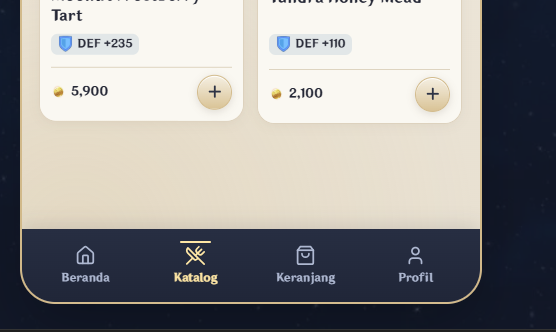 Tart
DEF +235
DEF +110
5,900
2,100
Beranda
Katalog
Keranjang
Profil